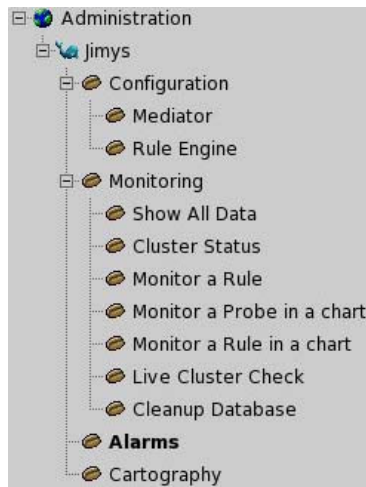 Administration
Jimys
Configuration
Mediator
Rule Engine
Monitoring
Show All Data
Cluster Status
Monitor a Rule
Monitor a Probe in a chart
Monitor a Rule in a chart
Live Cluster Check
Cleanup Database
Alarms
Cartography